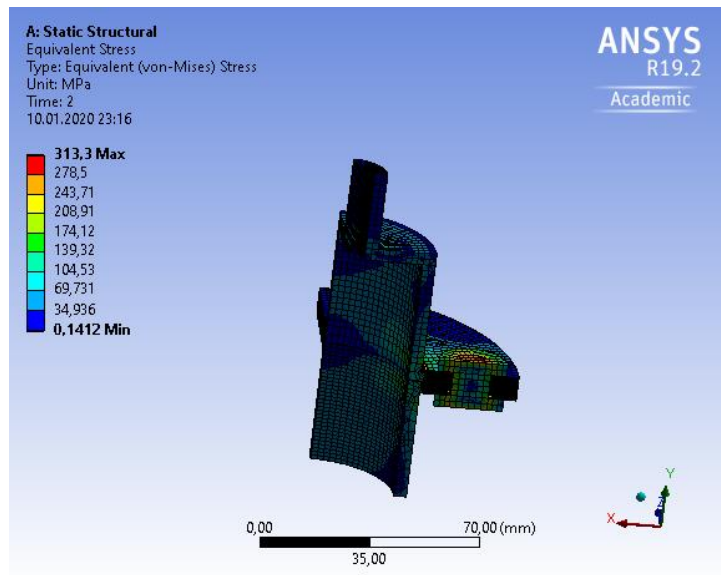 A: Static Structural
Equivalent Stress
Type: Equivalent (von-Mises) Stress
Unit: MPa
Time: 2
10.01.2020 23:16
313,3 Max
278,5
243,71
208,91
174,12
139,32
104,53
69,731
34,936
0,1412 Min
ANSYS
R19.2
Academic
Y
X
0,00
70,00 (mm)
35,00